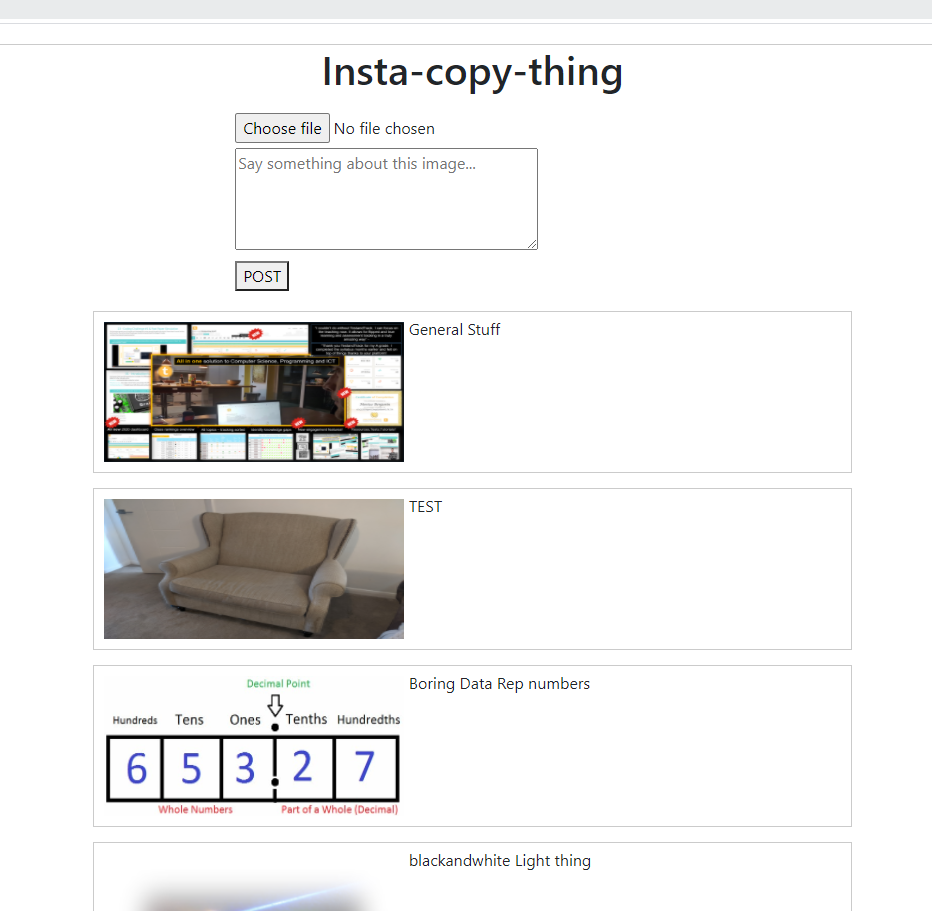 Insta-copy-thing
Choose file No file chosen
Say something about this image...
POST
General Stuff
All in one solution to Computer Science, Programming and ICT
TEST
Boring Data Rep numbers
Decimal Point
Hundreds Tens Ones Tenths Hundredths
6 5 3 . 2 7
Whole Numbers Part of a Whole (Decimal)
blackandwhite Light thing